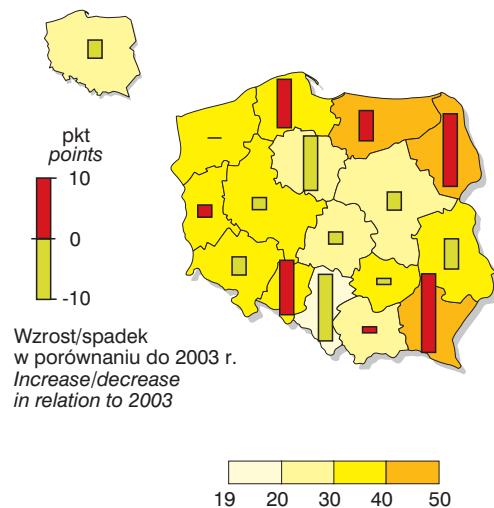 pkt
points
10
0
-10
Wzrost/spadek
w porównaniu do 2003 r.
Increase/decrease
in relation to 2003
19 20 30 40 50